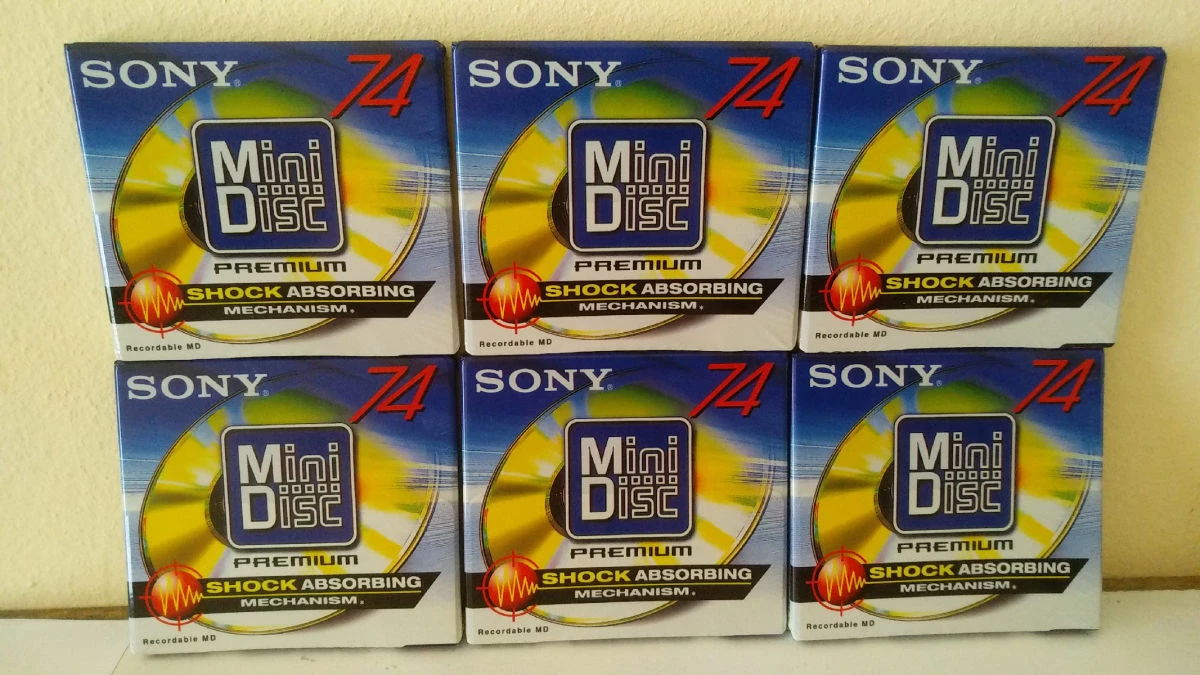 SONY® 74
Mini
Disc
PREMIUM
SHOCK ABSORBING
MECHANISM.
Recordable MD
SONY® 74
Mini
Disc
PREMIUM
SHOCK ABSORBING
MECHANISM.
Recordable MD
SONY® 74
Mini
Disc
PREMIUM
SHOCK ABSORBING
MECHANISM.
Recordable MD
SONY® 74
Mini
Disc
PREMIUM
SHOCK ABSORBING
MECHANISM.
Recordable MD
SONY® 74
Mini
Disc
PREMIUM
SHOCK ABSORBING
MECHANISM.
Recordable MD
SONY® 74
Mini
Disc
PREMIUM
SHOCK ABSORBING
MECHANISM.
Recordable MD